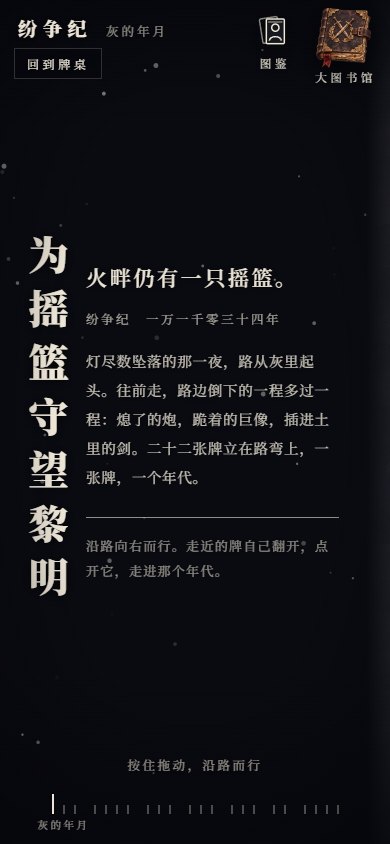 纷争纪 灰的年月
回到牌桌
图鉴
大图书馆
为摇篮守望黎明
火畔仍有一只摇篮。
纷争纪 一万一千零三十四年
灯尽数坠落的那一夜，路从灰里起
头。往前走，路边倒下的一程多过一
程：熄了的炮，跪着的巨像，插进土
里的剑。二十二张牌立在路弯上，一
张牌，一个年代。
沿路向右而行。走近的牌自己翻开，点
开它，走进那个年代。
按住拖动，沿路而行
灰的年月